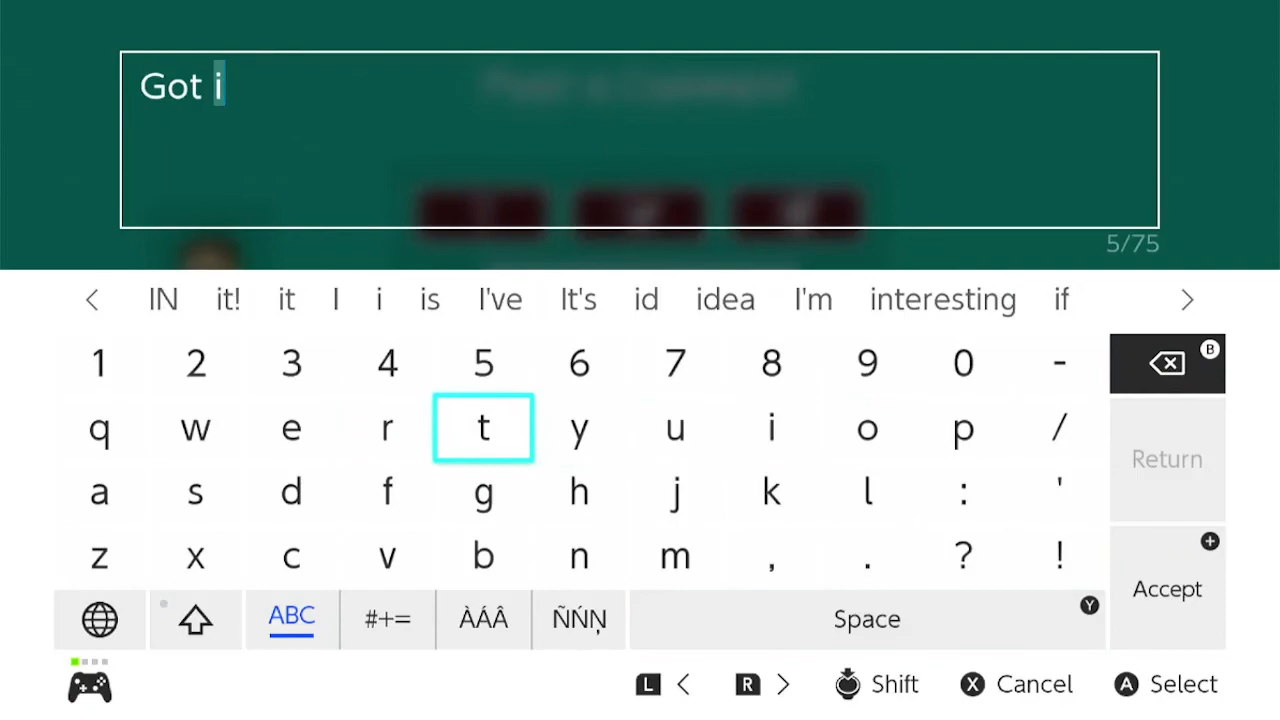 Got i
5/75
< IN it! it I i is I've It's id idea I'm interesting if >
1 2 3 4 5 6 7 8 9 0 - B
q w e r t y u i o p /
Return
a s d f g h j k l : '
z x c v b n m , . ? ! +
Accept
ABC #+= ÀÁÂ ÑŃŅ Space Y
L < R > Shift X Cancel A Select